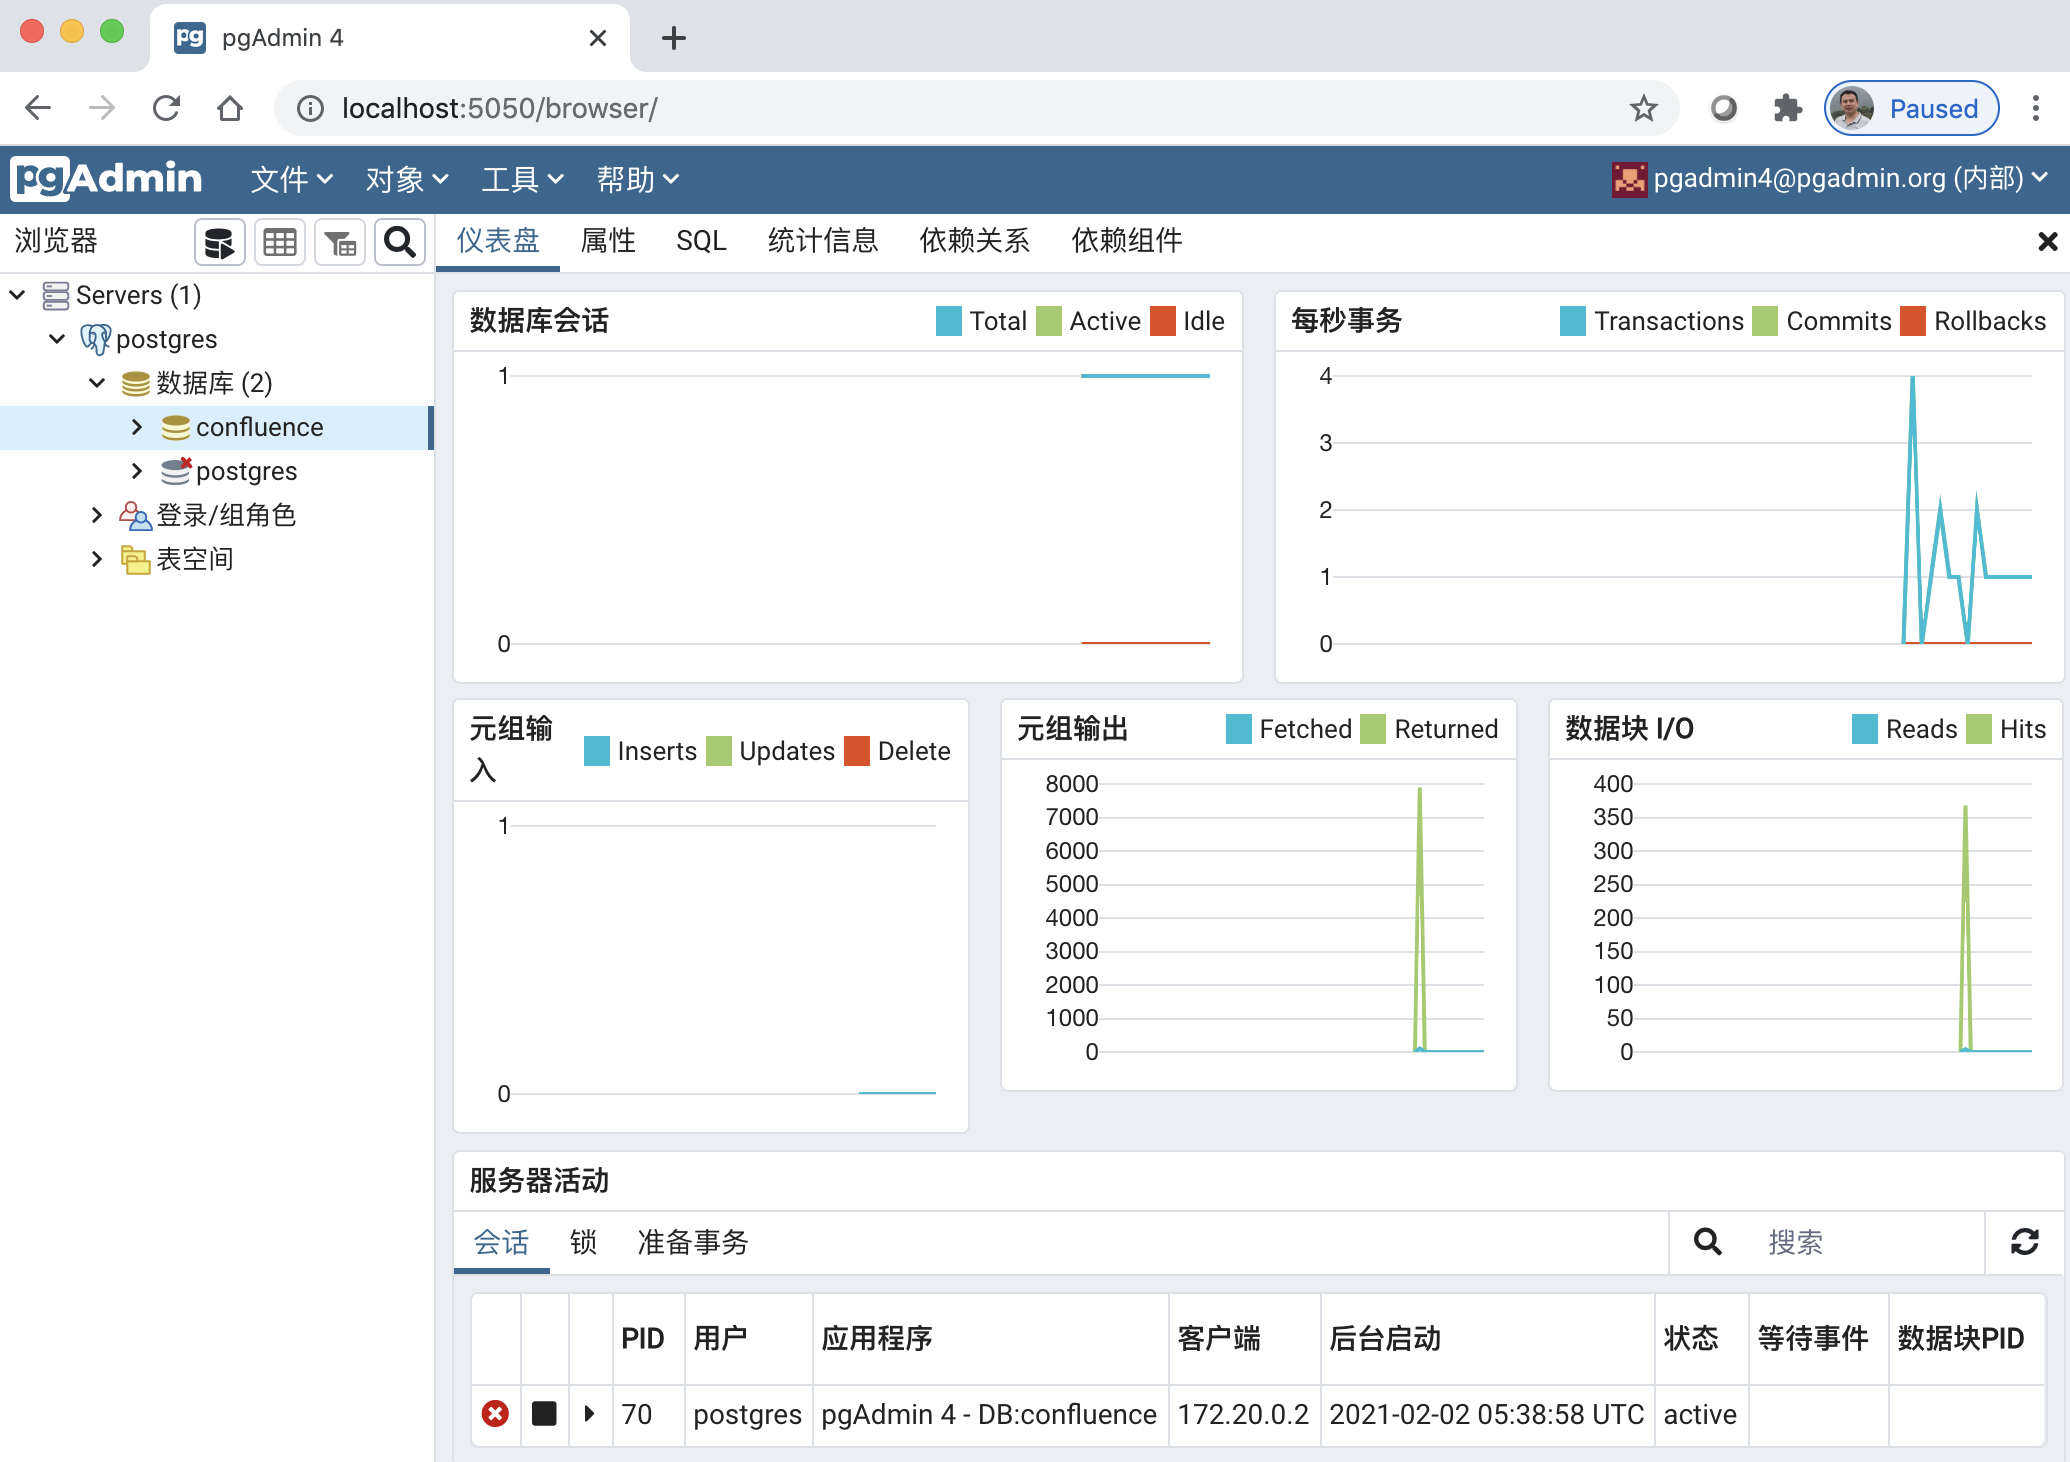 pg pgAdmin 4
localhost:5050/browser/ Paused
pgAdmin 文件 对象 工具 帮助 pgadmin4@pgadmin.org (内部)
浏览器 仪表盘 属性 SQL 统计信息 依赖关系 依赖组件
Servers (1)
postgres
数据库 (2)
confluence
postgres
登录/组角色
表空间
数据库会话 Total Active Idle
1
0
每秒事务 Transactions Commits Rollbacks
4
3
2
1
0
元组输
入
Inserts Updates Delete
1
0
元组输出 Fetched Returned
8000
7000
6000
5000
4000
3000
2000
1000
0
数据块 I/O Reads Hits
400
350
300
250
200
150
100
50
0
服务器活动
会话 锁 准备事务 搜索
PID 用户 应用程序 客户端 后台启动 状态 等待事件 数据块PID
70 postgres pgAdmin 4 - DB:confluence 172.20.0.2 2021-02-02 05:38:58 UTC active